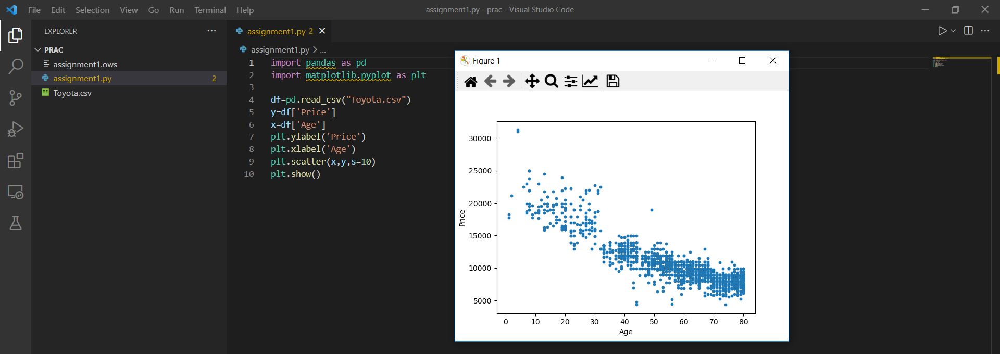 File Edit Selection View Go Run Terminal Help
assignment1.py - prac - Visual Studio Code
EXPLORER
PRAC
assignment1.ows
assignment1.py 2
Toyota.csv
assignment1.py 2
assignment1.py > ...
1 import pandas as pd
2 import matplotlib.pyplot as plt
3
4 df=pd.read_csv("Toyota.csv")
5 y=df['Price']
6 x=df['Age']
7 plt.ylabel('Price')
8 plt.xlabel('Age')
9 plt.scatter(x,y,s=10)
10 plt.show()
Figure 1
30000
25000
20000
15000
10000
5000
Price
0 10 20 30 40 50 60 70 80
Age